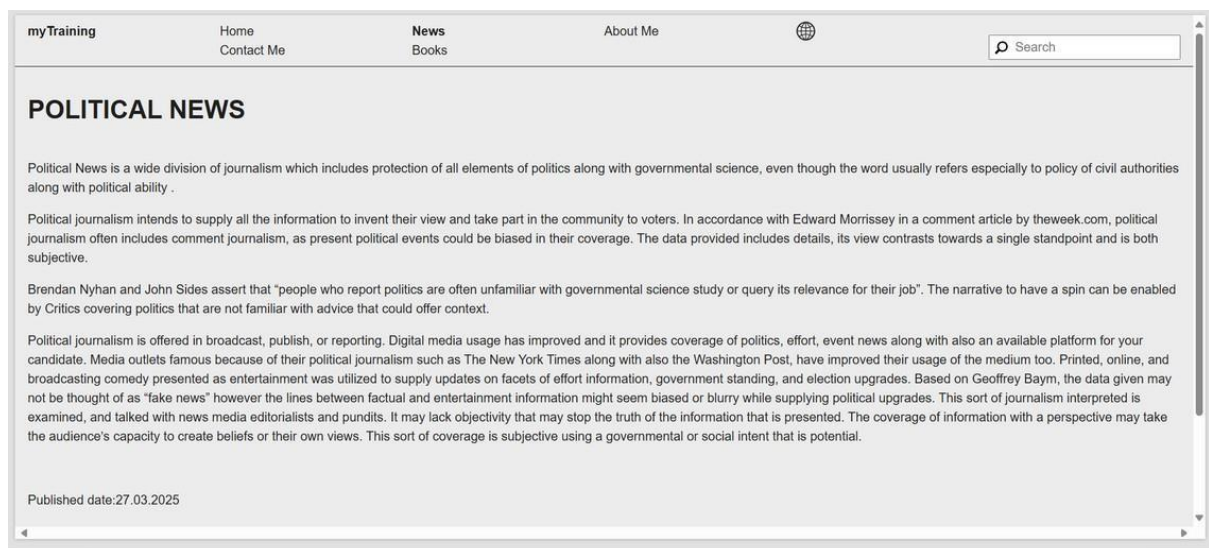 myTraining Home News About Me
Contact Me Books
Search
POLITICAL NEWS
Political News is a wide division of journalism which includes protection of all elements of politics along with governmental science, even though the word usually refers especially to policy of civil authorities
along with political ability .
Political journalism intends to supply all the information to invent their view and take part in the community to voters. In accordance with Edward Morrissey in a comment article by theweek.com, political
journalism often includes comment journalism, as present political events could be biased in their coverage. The data provided includes details, its view contrasts towards a single standpoint and is both
subjective.
Brendan Nyhan and John Sides assert that “people who report politics are often unfamiliar with governmental science study or query its relevance for their job”. The narrative to have a spin can be enabled
by Critics covering politics that are not familiar with advice that could offer context.
Political journalism is offered in broadcast, publish, or reporting. Digital media usage has improved and it provides coverage of politics, effort, event news along with also an available platform for your
candidate. Media outlets famous because of their political journalism such as The New York Times along with also the Washington Post, have improved their usage of the medium too. Printed, online, and
broadcasting comedy presented as entertainment was utilized to supply updates on facets of effort information, government standing, and election upgrades. Based on Geoffrey Baym, the data given may
not be thought of as “fake news” however the lines between factual and entertainment information might seem biased or blurry while supplying political upgrades. This sort of journalism interpreted is
examined, and talked with news media editorialists and pundits. It may lack objectivity that may stop the truth of the information that is presented. The coverage of information with a perspective may take
the audience's capacity to create beliefs or their own views. This sort of coverage is subjective using a governmental or social intent that is potential.
Published date:27.03.2025